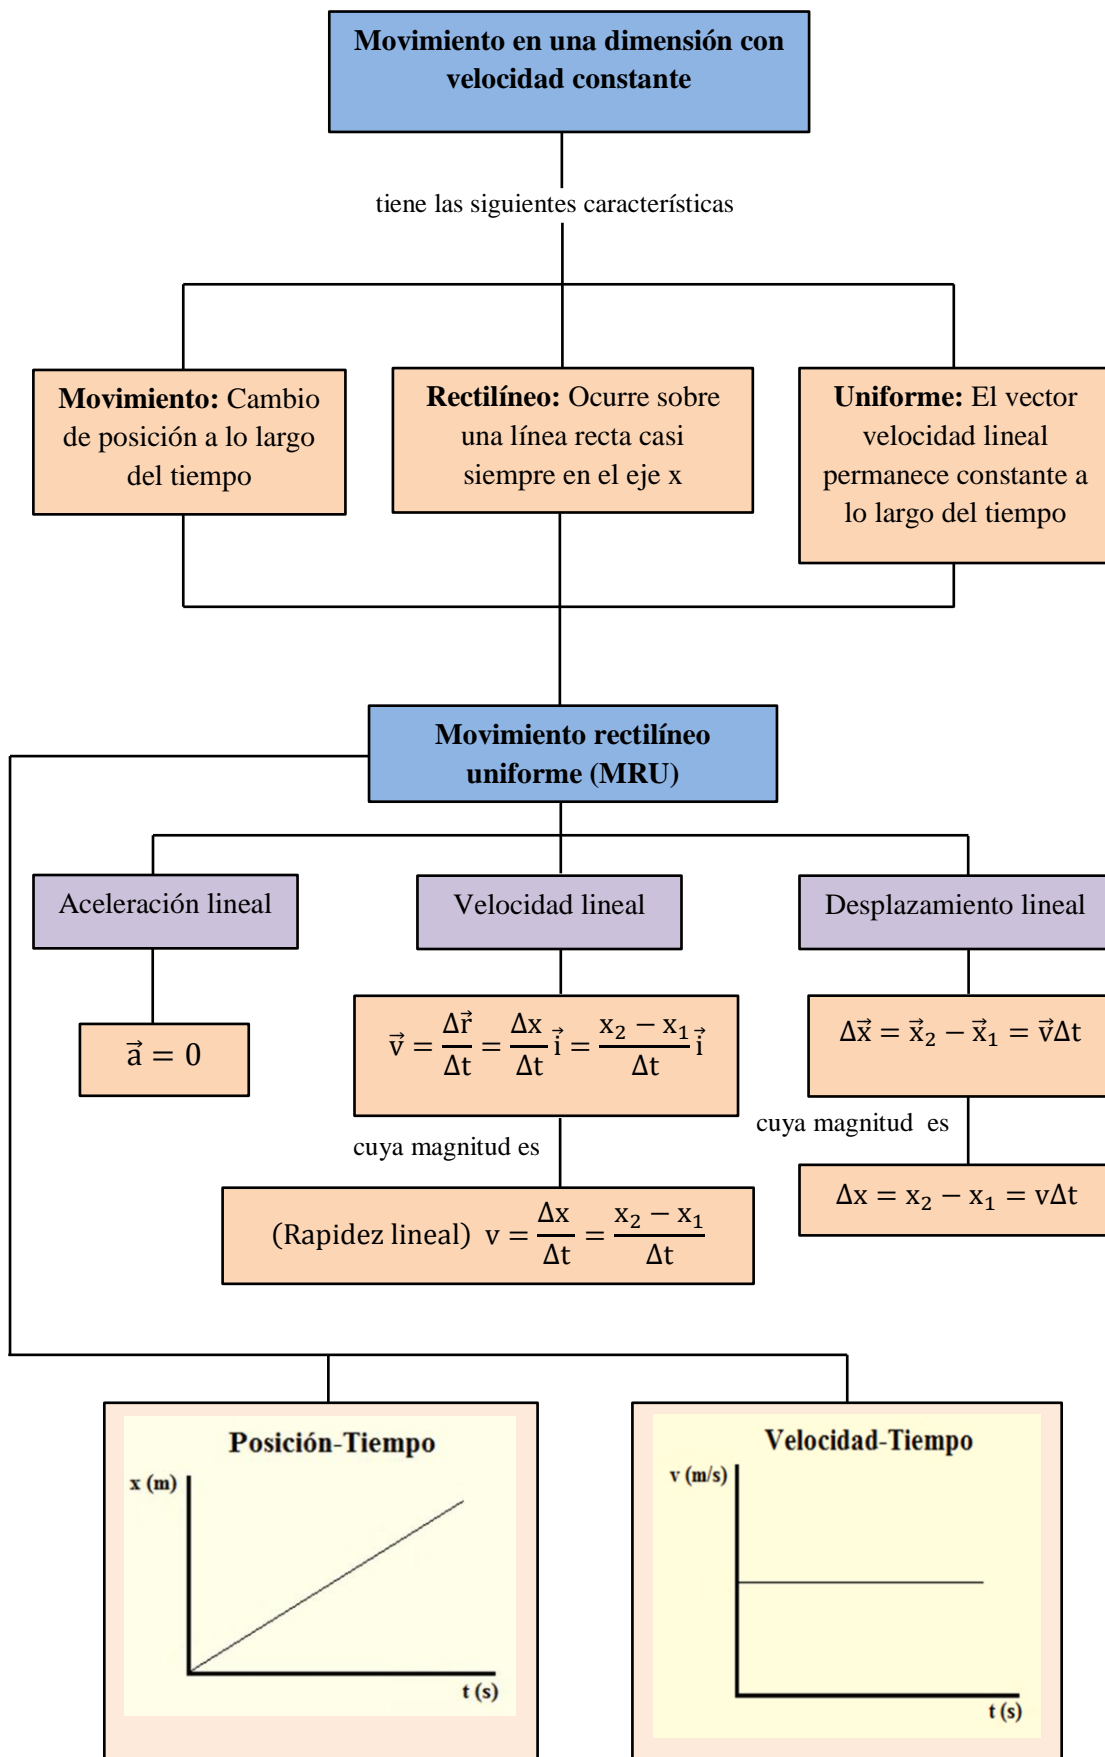 Movimiento en una dimensión con
velocidad constante
tiene las siguientes características
Movimiento: Cambio
de posición a lo largo
del tiempo
Rectilíneo: Ocurre sobre
una línea recta casi
siempre en el eje x
Uniforme: El vector
velocidad lineal
permanece constante a
lo largo del tiempo
Movimiento rectilíneo
uniforme (MRU)
Aceleración lineal
Velocidad lineal
Desplazamiento lineal
a⃗ = 0
v⃗ = Δr⃗/Δt = Δx/Δt i⃗ = (x₂ − x₁)/Δt i⃗
Δx⃗ = x⃗₂ − x⃗₁ = v⃗Δt
cuya magnitud es
cuya magnitud  es
(Rapidez lineal) v = Δx/Δt = (x₂ − x₁)/Δt
Δx = x₂ − x₁ = vΔt
Posición-Tiempo
x (m)
t (s)
Velocidad-Tiempo
v (m/s)
t (s)